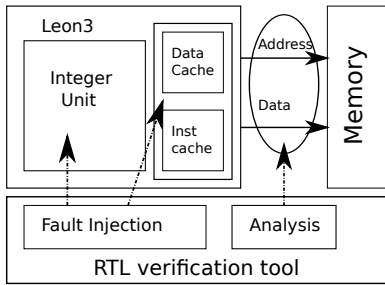 Leon3
Integer
Unit
Data
Cache
Inst
cache
Address
Data
Memory
Fault Injection
Analysis
RTL verification tool